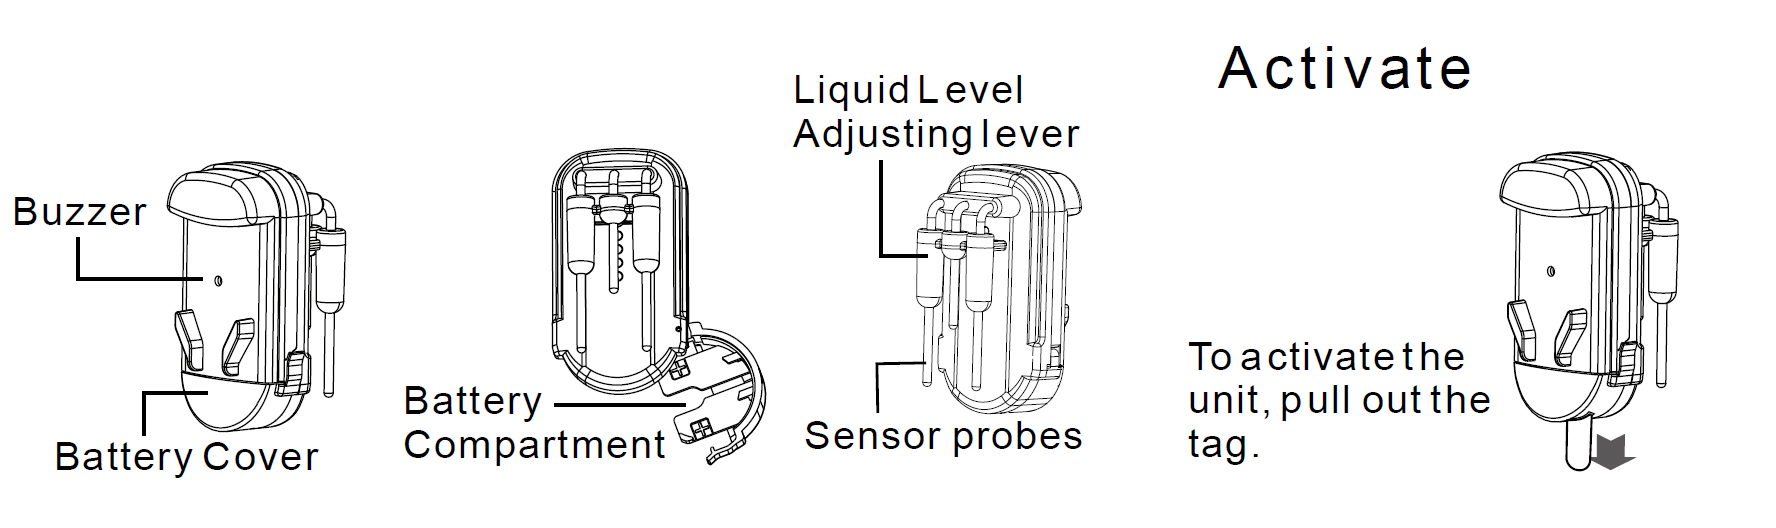 Buzzer
Battery Cover
Battery
Compartment
Liquid Level
Adjusting lever
Sensor probes
Activate
To activate the
unit, pull out the
tag.